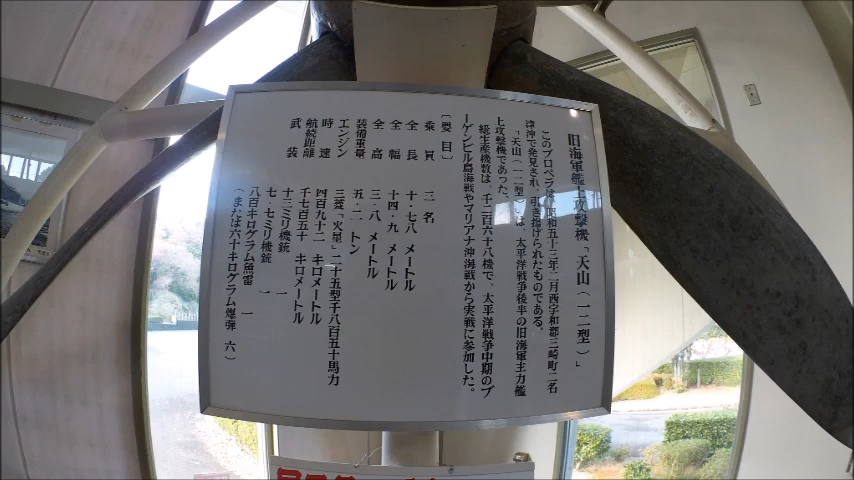 旧海軍艦上攻撃機「天山（一二型）」
このプロペラは、昭和五十三年二月西宇和郡三崎町二名
津沖で発見され、引き揚げられたものである。
「天山（一二型）」は、太平洋戦争後半の旧海軍主力艦
上攻撃機であった。
総生産機数は、千二百六十八機で、太平洋戦争中期のブ
ーゲンビル島海戦やマリアナ沖海戦から実戦に参加した。
〔要目〕
乗員 三名
全長 十・七八 メートル
全幅 十四・九 メートル
全高 三・八 メートル
装備重量 五・二 トン
エンジン 三菱「火星」二十五型千八百五十馬力
時速 四百九十二 キロメートル
航続距離 千七百五十 キロメートル
武装 十三ミリ機銃 一
七・七ミリ機銃 一
八百キログラム魚雷 一
（または六十キログラム爆弾 六）